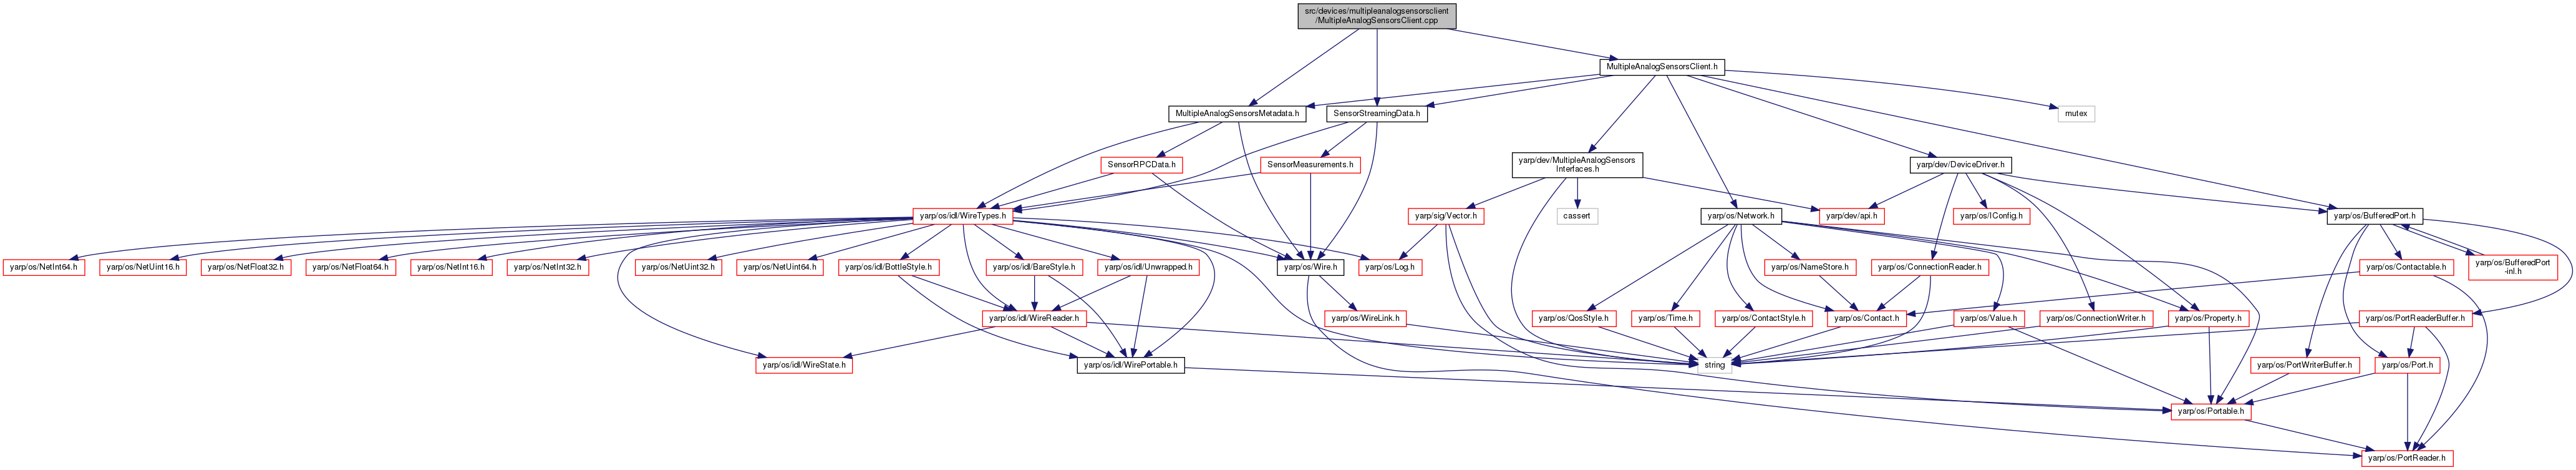 src/devices/multipleanalogsensorsclient
/MultipleAnalogSensorsClient.cpp
MultipleAnalogSensorsClient.h
MultipleAnalogSensorsMetadata.h
SensorStreamingData.h
mutex
SensorRPCData.h
SensorMeasurements.h
yarp/dev/MultipleAnalogSensors
Interfaces.h
yarp/dev/DeviceDriver.h
yarp/os/idl/WireTypes.h
yarp/sig/Vector.h
cassert
yarp/os/Network.h
yarp/dev/api.h
yarp/os/IConfig.h
yarp/os/BufferedPort.h
yarp/os/NetInt64.h
yarp/os/NetUint16.h
yarp/os/NetFloat32.h
yarp/os/NetFloat64.h
yarp/os/NetInt16.h
yarp/os/NetInt32.h
yarp/os/NetUint32.h
yarp/os/NetUint64.h
yarp/os/idl/BottleStyle.h
yarp/os/idl/BareStyle.h
yarp/os/idl/Unwrapped.h
yarp/os/Wire.h
yarp/os/Log.h
yarp/os/NameStore.h
yarp/os/ConnectionReader.h
yarp/os/Contactable.h
yarp/os/BufferedPort
-inl.h
yarp/os/idl/WireReader.h
yarp/os/WireLink.h
yarp/os/QosStyle.h
yarp/os/Time.h
yarp/os/ContactStyle.h
yarp/os/Contact.h
yarp/os/Value.h
yarp/os/ConnectionWriter.h
yarp/os/Property.h
yarp/os/PortReaderBuffer.h
yarp/os/idl/WireState.h
yarp/os/idl/WirePortable.h
string
yarp/os/PortWriterBuffer.h
yarp/os/Port.h
yarp/os/Portable.h
yarp/os/PortReader.h